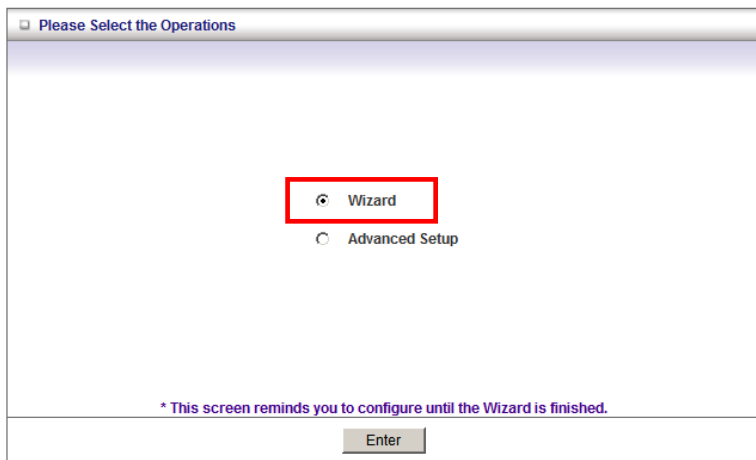 Please Select the Operations
Wizard
Advanced Setup
* This screen reminds you to configure until the Wizard is finished.
Enter